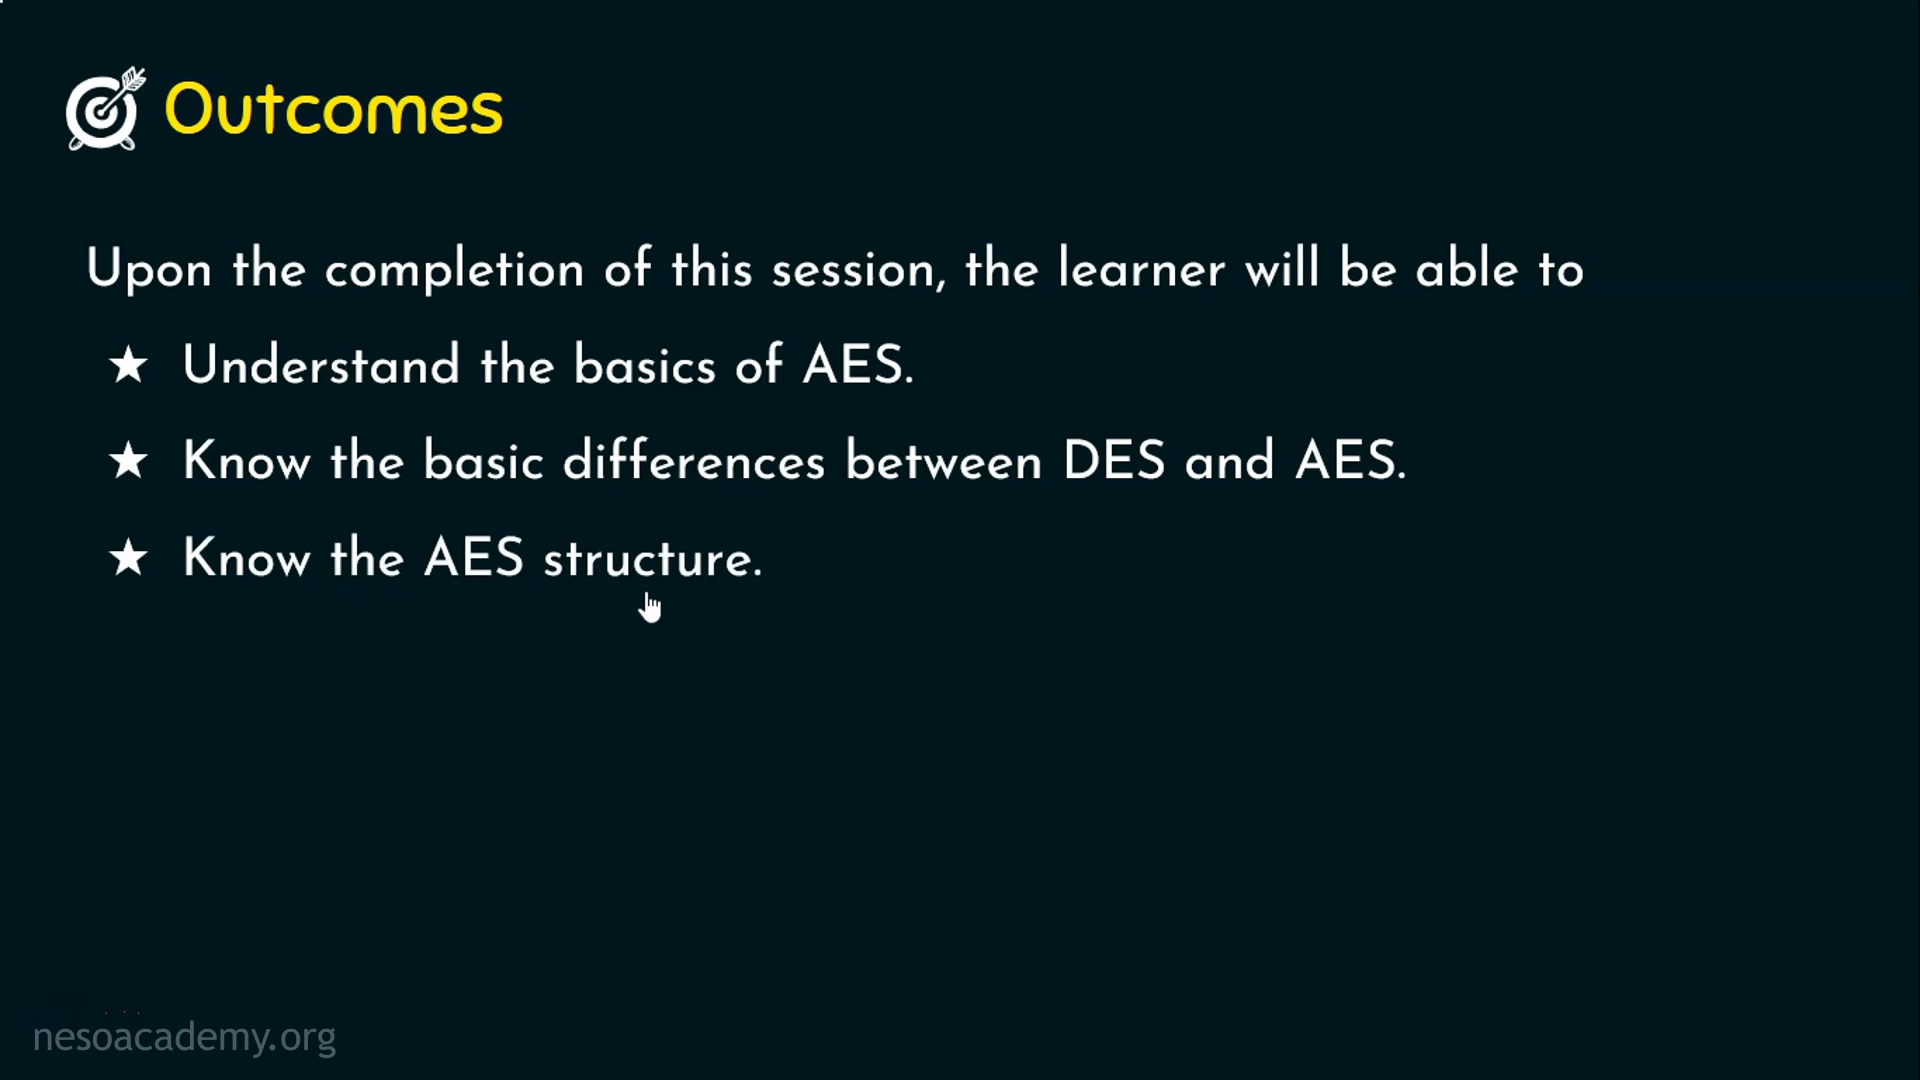 Outcomes
Upon the completion of this session, the learner will be able to
★ Understand the basics of AES.
★ Know the basic differences between DES and AES.
★ Know the AES structure.
nesoacademy.org